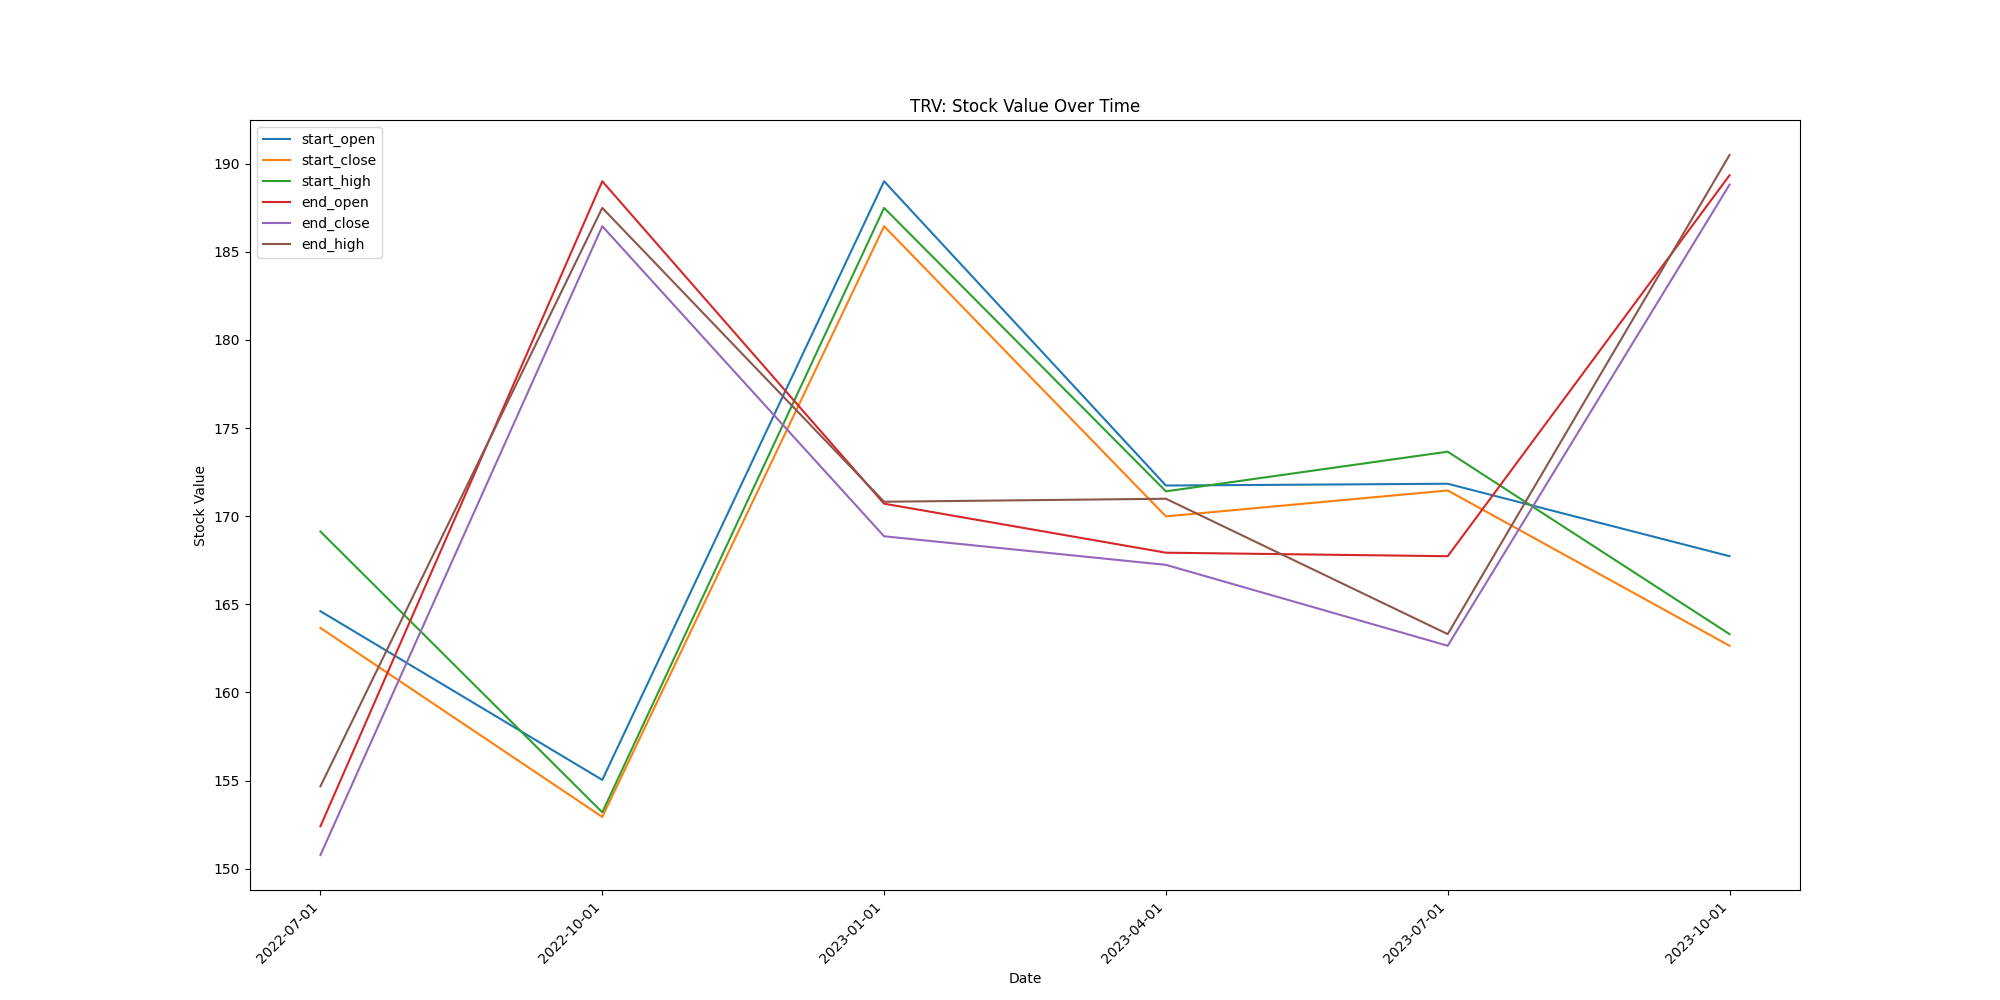 TRV: Stock Value Over Time
start_open
start_close
start_high
end_open
end_close
end_high
190
185
180
175
170
165
160
155
150
Stock Value
2022-07-01
2022-10-01
2023-01-01
2023-04-01
2023-07-01
2023-10-01
Date